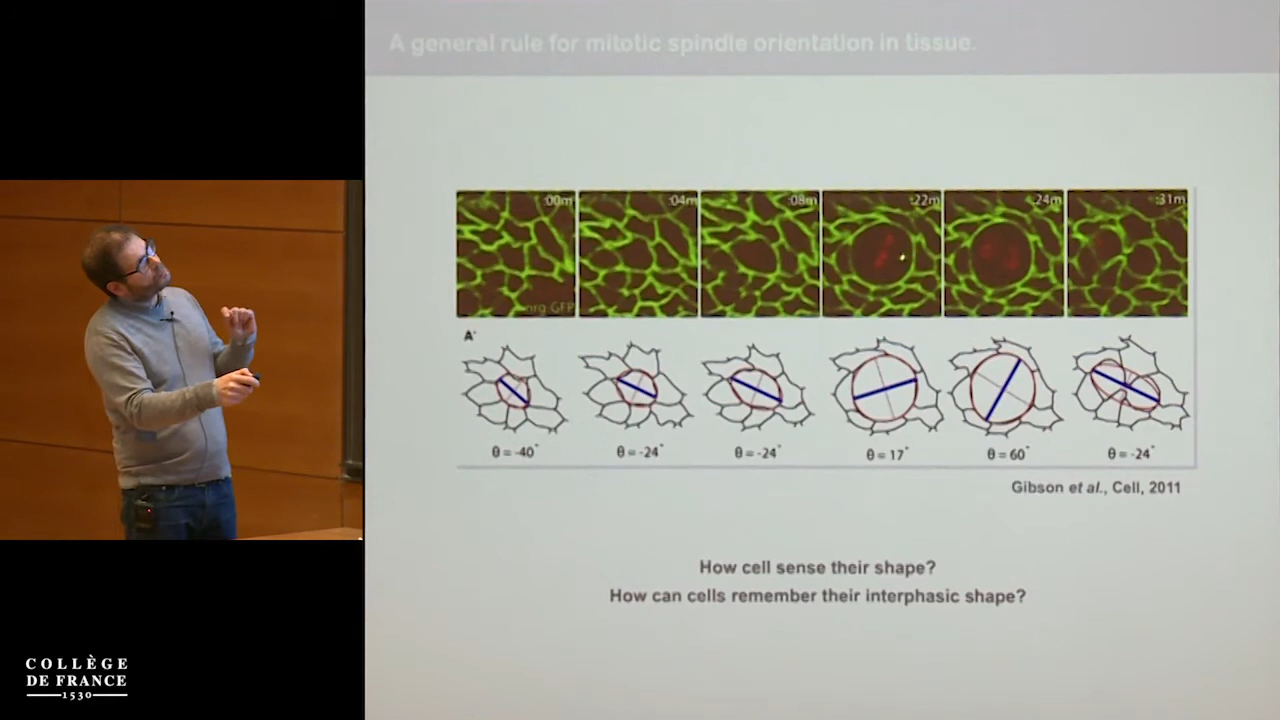 A general rule for mitotic spindle orientation in tissue.
:00m :04m :08m :22m :24m :31m
nrg GFP
A'
θ = -40° θ = -24° θ = -24° θ = 17° θ = 60° θ = -24°
Gibson et al., Cell, 2011
How cell sense their shape?
How can cells remember their interphasic shape?
COLLÈGE
DE FRANCE
1530